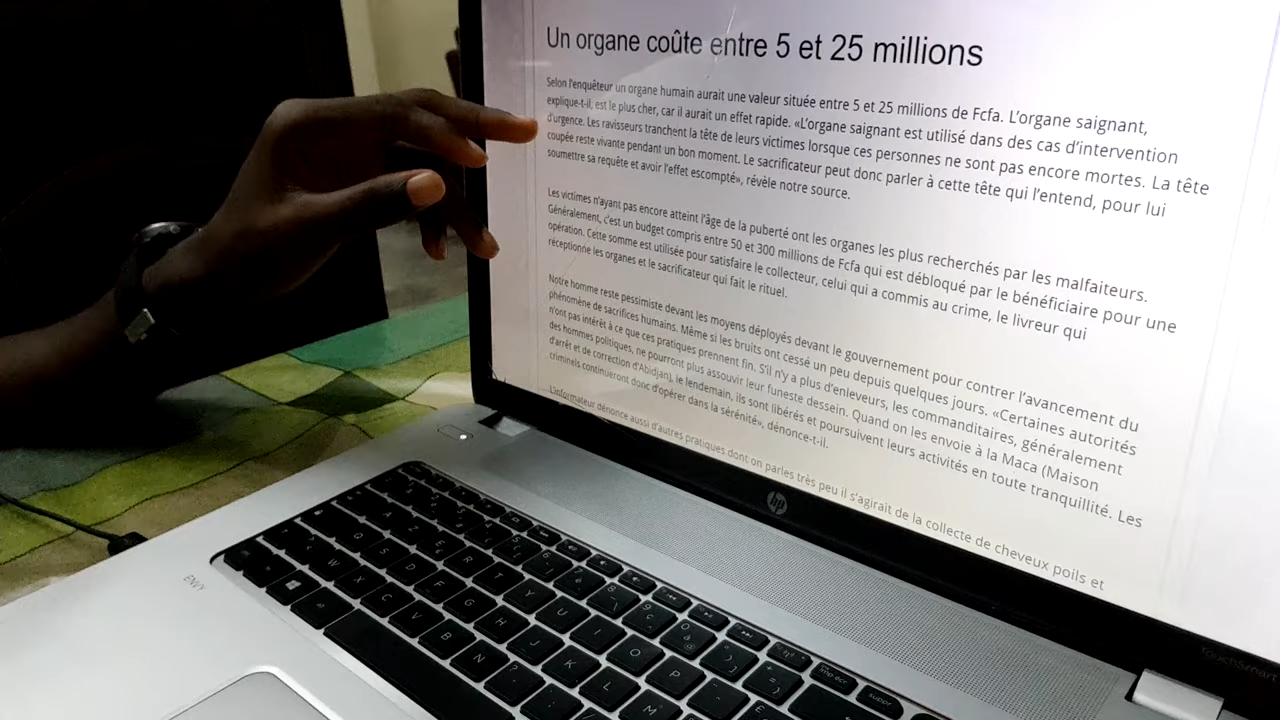 Un organe coûte entre 5 et 25 millions
Selon l'enquêteur un organe humain aurait une valeur située entre 5 et 25 millions de Fcfa. L'organe saignant,
explique-t-il, est le plus cher, car il aurait un effet rapide. «L'organe saignant est utilisé dans des cas d'intervention
d'urgence. Les ravisseurs tranchent la tête de leurs victimes lorsque ces personnes ne sont pas encore mortes. La tête
coupée reste vivante pendant un bon moment. Le sacrificateur peut donc parler à cette tête qui l'entend, pour lui
soumettre sa requête et avoir l'effet escompté», révèle notre source.
Les victimes n'ayant pas encore atteint l'âge de la puberté ont les organes les plus recherchés par les malfaiteurs.
Généralement, c'est un budget compris entre 50 et 300 millions de Fcfa qui est débloqué par le bénéficiaire pour une
opération. Cette somme est utilisée pour satisfaire le collecteur, celui qui a commis au crime, le livreur qui
réceptionne les organes et le sacrificateur qui fait le rituel.
Notre homme reste pessimiste devant les moyens déployés devant le gouvernement pour contrer l'avancement du
phénomène de sacrifices humains. Même si les bruits ont cessé un peu depuis quelques jours. «Certaines autorités
n'ont pas intérêt à ce que ces pratiques prennent fin. S'il n'y a plus d'enleveurs, les commanditaires, généralement
des hommes politiques, ne pourront plus assouvir leur funeste dessein. Quand on les envoie à la Maca (Maison
d'arrêt et de correction d'Abidjan), le lendemain, ils sont libérés et poursuivent leurs activités en toute tranquillité. Les
criminels continueront donc d'opérer dans la sérénité», dénonce-t-il.
L'informateur dénonce aussi d'autres pratiques dont on parles très peu il s'agirait de la collecte de cheveux poils et
hp
TouchSmart
ENVY
A Z E R T Y U I O P
Q S D F G H J K L M
W X C V B N